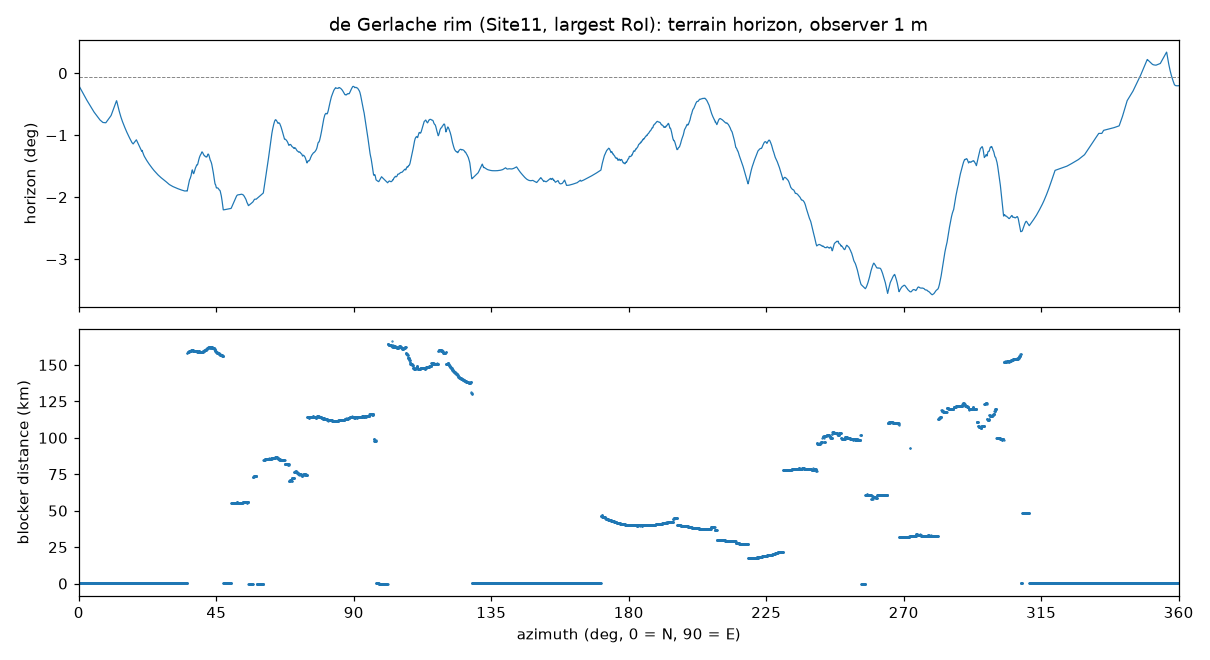 de Gerlache rim (Site11, largest RoI): terrain horizon, observer 1 m
horizon (deg)
0
−1
−2
−3
blocker distance (km)
150
125
100
75
50
25
0
0 45 90 135 180 225 270 315 360
azimuth (deg, 0 = N, 90 = E)